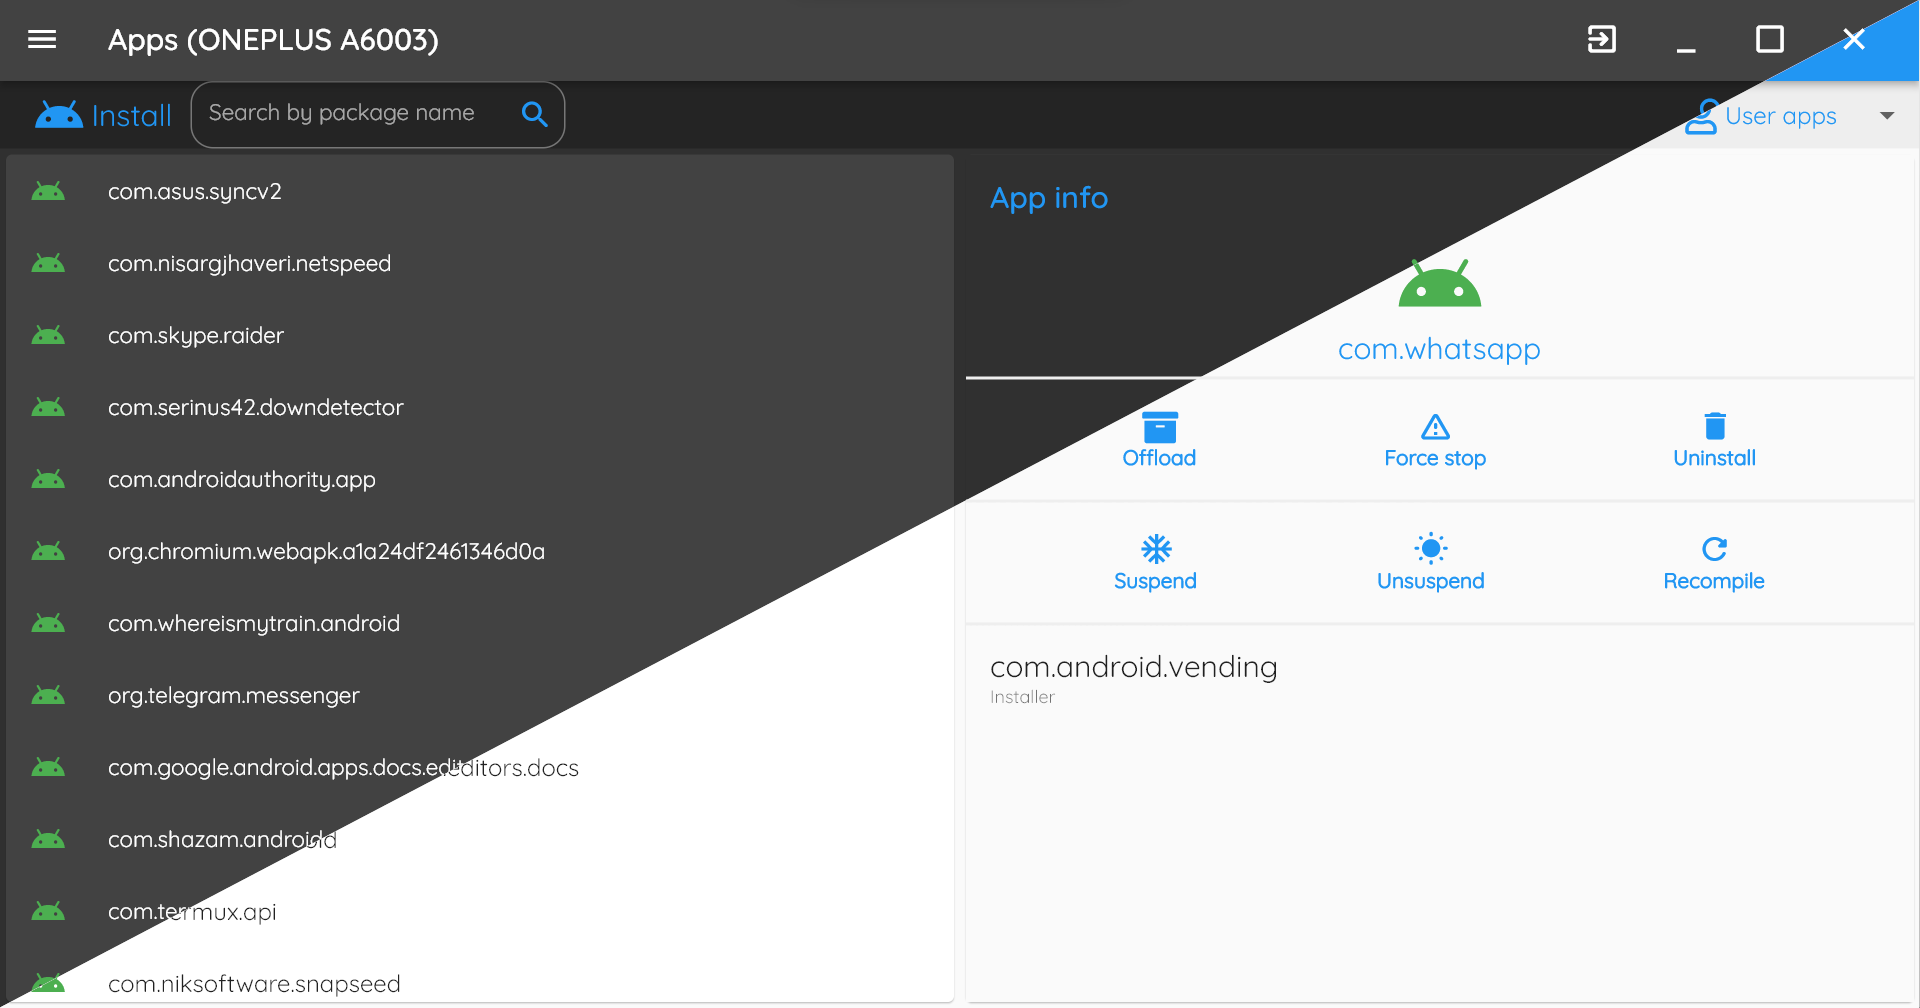 Apps (ONEPLUS A6003)
Install
Search by package name
User apps
com.asus.syncv2
com.nisargjhaveri.netspeed
com.skype.raider
com.serinus42.downdetector
com.androidauthority.app
org.chromium.webapk.a1a24df2461346d0a
com.whereismytrain.android
org.telegram.messenger
com.google.android.apps.docs.ededitors.docs
com.shazam.androidd
com.termux.api
com.niksoftware.snapseed
App info
com.whatsapp
Offload
Force stop
Uninstall
Suspend
Unsuspend
Recompile
com.android.vending
Installer